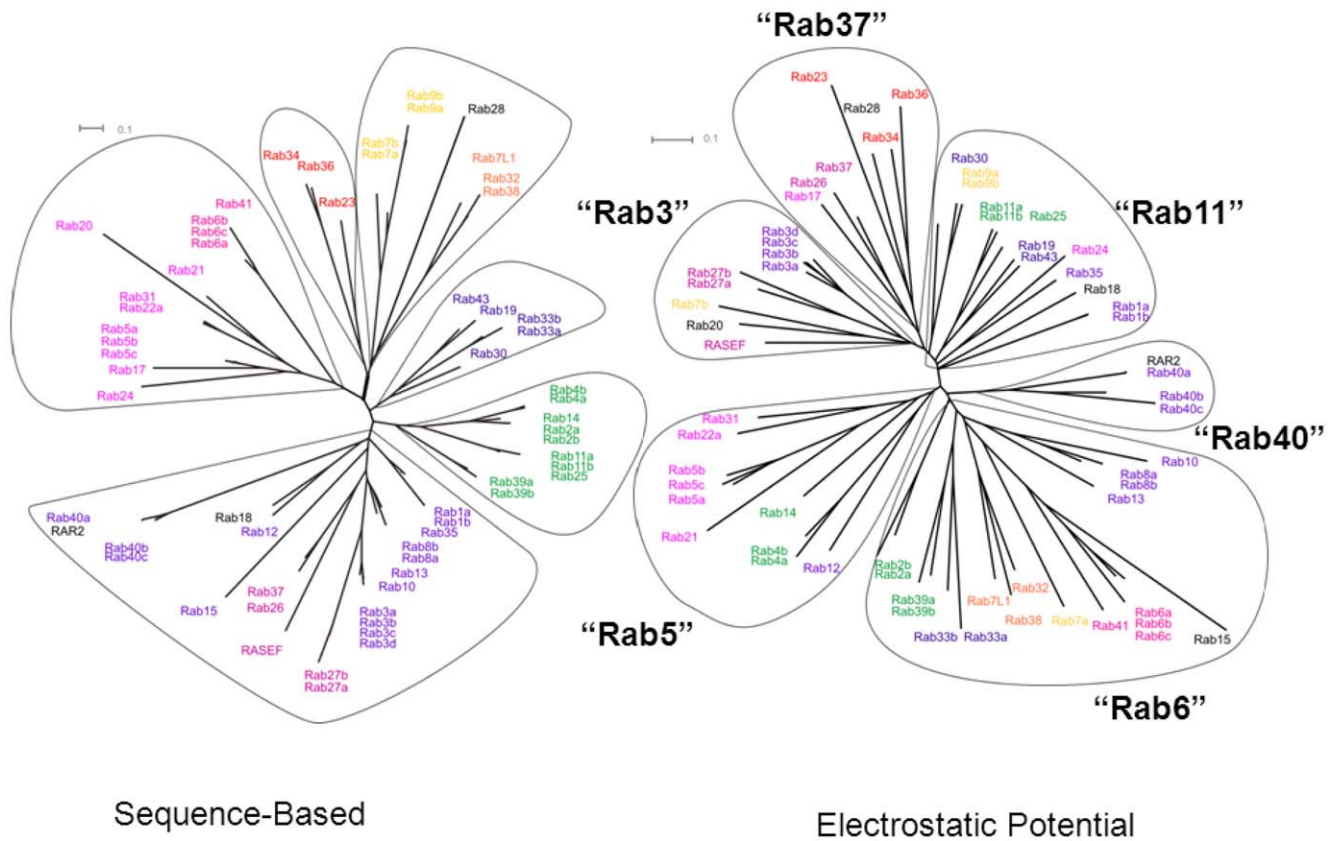 “Rab37”
Rab9b
Rab9a
Rab28
0.1
Rab7b
Rab7a
Rab34
Rab36
Rab7L1
Rab32
Rab38
Rab23
Rab41
Rab20
Rab6b
Rab6c
Rab6a
Rab21
Rab31
Rab22a
Rab5a
Rab5b
Rab5c
Rab17
Rab24
Rab43
Rab19
Rab33b
Rab33a
Rab30
Rab4b
Rab4a
Rab14
Rab2a
Rab2b
Rab11a
Rab11b
Rab25
Rab39a
Rab39b
Rab40a
RAR2
Rab40b
Rab40c
Rab18
Rab12
Rab1a
Rab1b
Rab35
Rab8b
Rab8a
Rab13
Rab10
Rab37
Rab26
Rab15
Rab3a
Rab3b
Rab3c
Rab3d
RASEF
Rab27b
Rab27a
Sequence-Based
Rab23
Rab28
Rab36
0.1
Rab34
Rab37
Rab26
Rab17
“Rab3”
Rab3d
Rab3c
Rab3b
Rab3a
Rab27b
Rab27a
Rab7b
Rab20
RASEF
Rab30
Rab9a
Rab9b
Rab11a
Rab11b Rab25
“Rab11”
Rab19
Rab43
Rab24
Rab35
Rab18
Rab1a
Rab1b
RAR2
Rab40a
Rab40b
Rab40c
“Rab40”
Rab31
Rab22a
Rab5b
Rab5c
Rab5a
Rab21
Rab14
Rab4b
Rab4a
Rab12
“Rab5”
Rab10
Rab8a
Rab8b
Rab13
Rab2b
Rab2a
Rab39a
Rab39b
Rab33b Rab33a
Rab7L1
Rab32
Rab38
Rab7a
Rab41
Rab6a
Rab6b
Rab6c
Rab15
“Rab6”
Electrostatic Potential